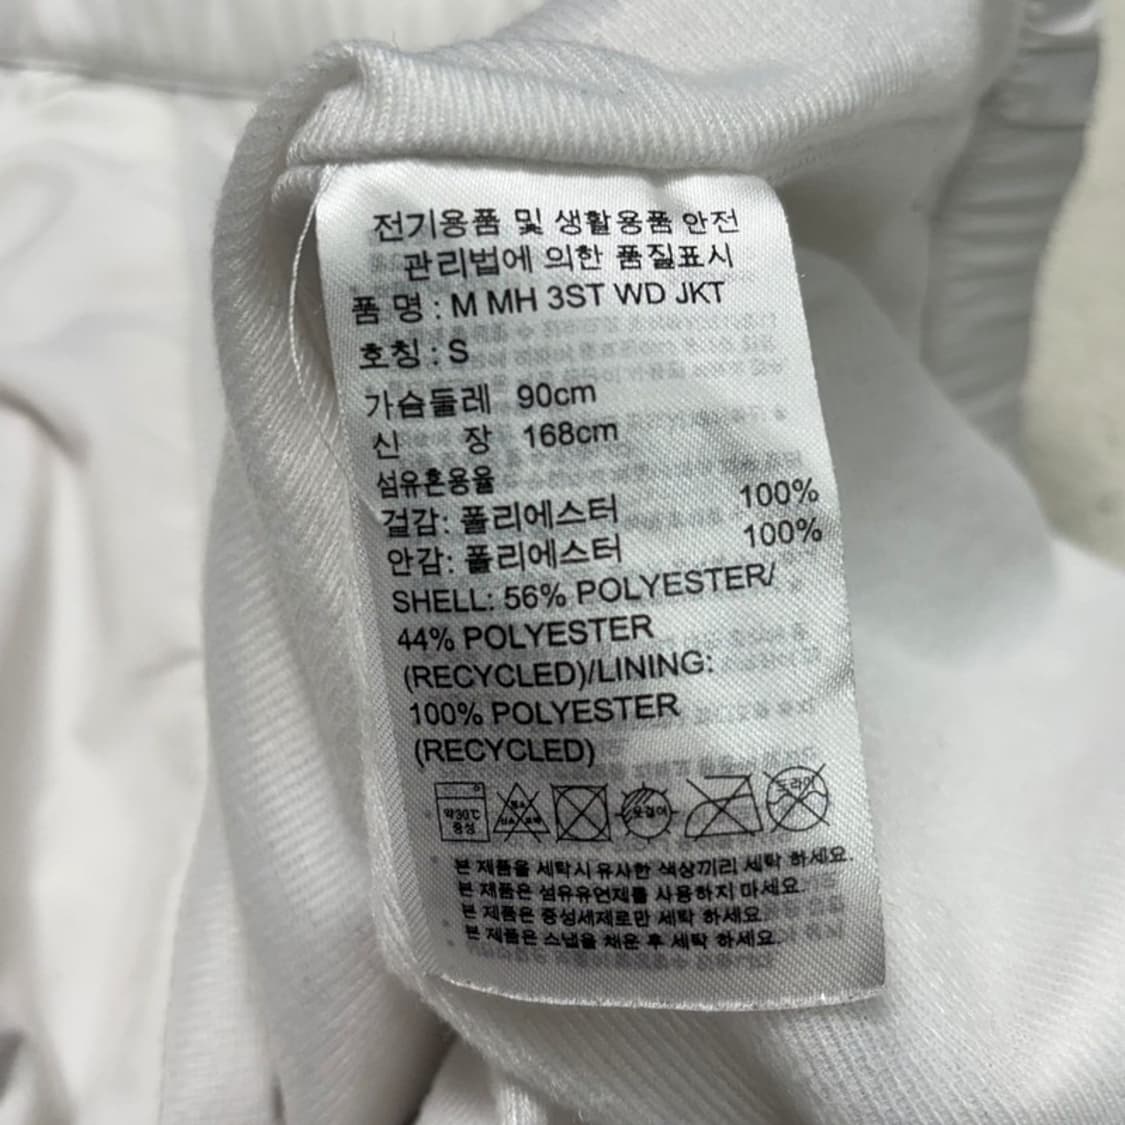 전기용품 및 생활용품 안전
관리법에 의한 품질표시
품 명 : M MH 3ST WD JKT
호칭 : S
가슴둘레 90cm
신 장 168cm
섬유혼용율
겉감: 폴리에스터 100%
안감: 폴리에스터 100%
SHELL: 56% POLYESTER/
44% POLYESTER
(RECYCLED)/LINING:
100% POLYESTER
(RECYCLED)
약30℃ 중성 옷걸이 드라이
본 제품을 세탁시 유사한 색상끼리 세탁 하세요.
본 제품은 섬유유연제를 사용하지 마세요.
본 제품은 중성세제로만 세탁 하세요.
본 제품은 스냅을 채운 후 세탁 하세요.